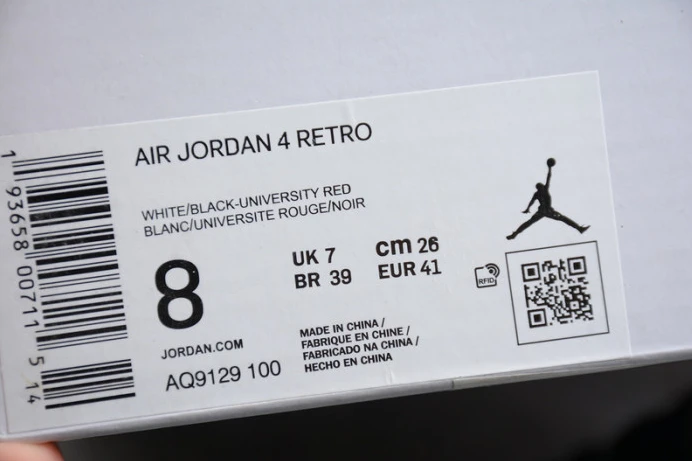 AIR JORDAN 4 RETRO
WHITE/BLACK-UNIVERSITY RED
BLANC/UNIVERSITE ROUGE/NOIR
8
UK 7 cm 26
BR 39 EUR 41
RFID
JORDAN.COM
AQ9129 100
MADE IN CHINA /
FABRIQUE EN CHINE /
FABRICADO NA CHINA /
HECHO EN CHINA
1 93658 00711 5 14